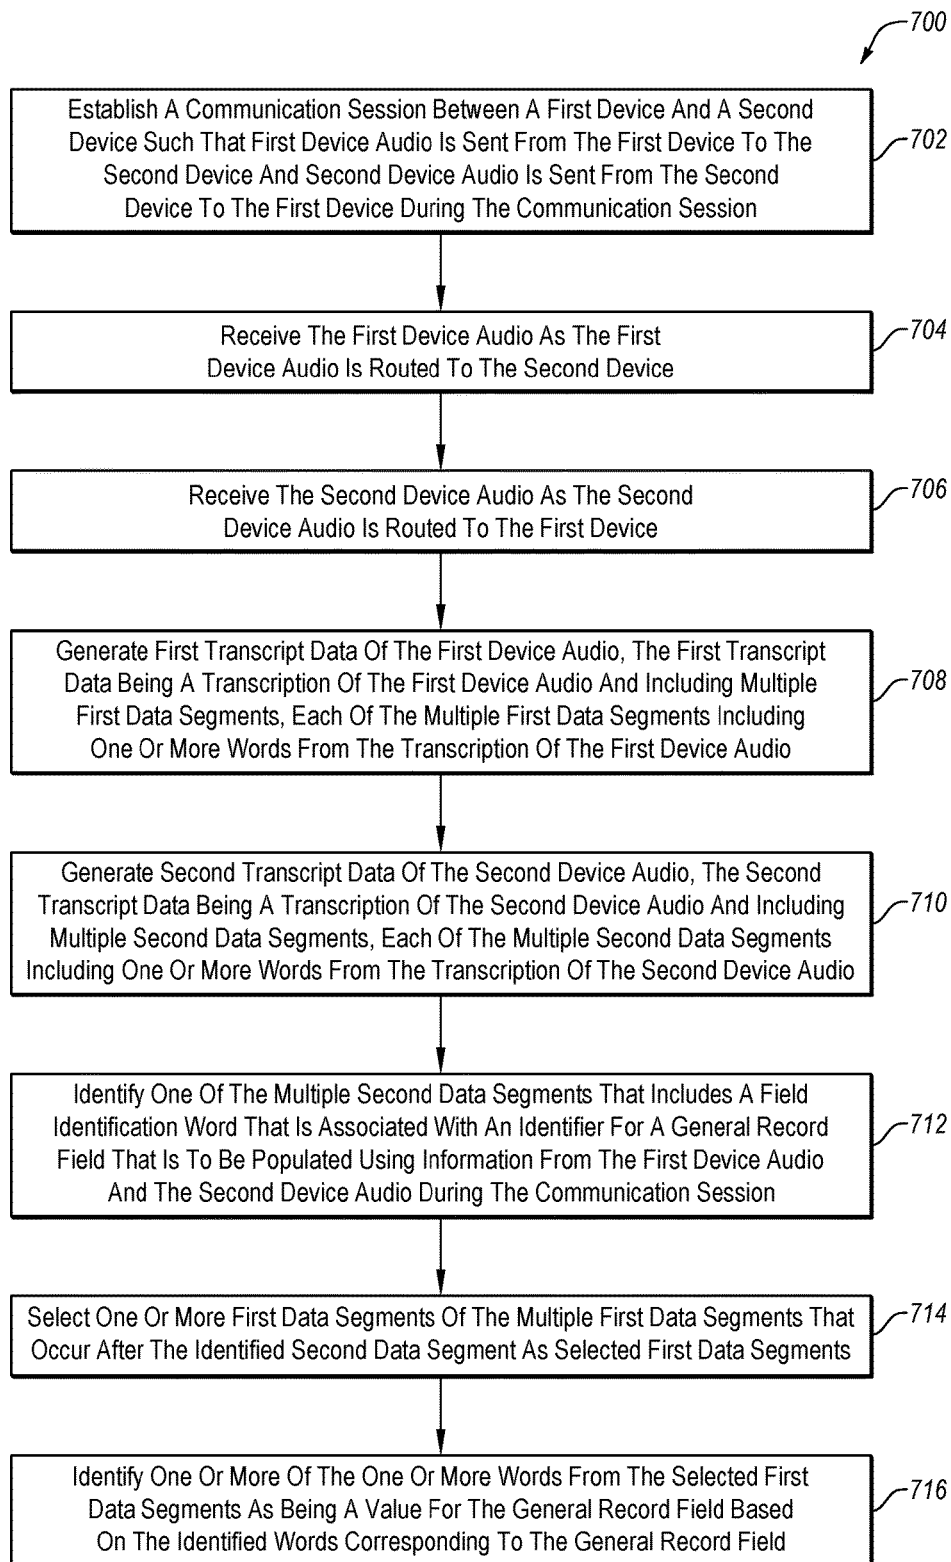 700
Establish A Communication Session Between A First Device And A Second
Device Such That First Device Audio Is Sent From The First Device To The
Second Device And Second Device Audio Is Sent From The Second
Device To The First Device During The Communication Session
702
Receive The First Device Audio As The First
Device Audio Is Routed To The Second Device
704
Receive The Second Device Audio As The Second
Device Audio Is Routed To The First Device
706
Generate First Transcript Data Of The First Device Audio, The First Transcript
Data Being A Transcription Of The First Device Audio And Including Multiple
First Data Segments, Each Of The Multiple First Data Segments Including
One Or More Words From The Transcription Of The First Device Audio
708
Generate Second Transcript Data Of The Second Device Audio, The Second
Transcript Data Being A Transcription Of The Second Device Audio And Including
Multiple Second Data Segments, Each Of The Multiple Second Data Segments
Including One Or More Words From The Transcription Of The Second Device Audio
710
Identify One Of The Multiple Second Data Segments That Includes A Field
Identification Word That Is Associated With An Identifier For A General Record
Field That Is To Be Populated Using Information From The First Device Audio
And The Second Device Audio During The Communication Session
712
Select One Or More First Data Segments Of The Multiple First Data Segments That
Occur After The Identified Second Data Segment As Selected First Data Segments
714
Identify One Or More Of The One Or More Words From The Selected First
Data Segments As Being A Value For The General Record Field Based
On The Identified Words Corresponding To The General Record Field
716